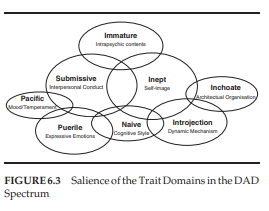 Immature
Intrapsychic contents
Submissive
Interpersonal Conduct
Inept
Self-Image
Inchoate
Architectual Organisation
Pacific
Mood/Temperament
Puerile
Expressive Emotions
Naive
Cognitive Style
Introjection
Dynamic Mechanism
FIGURE 6.3 Salience of the Trait Domains in the DAD
Spectrum